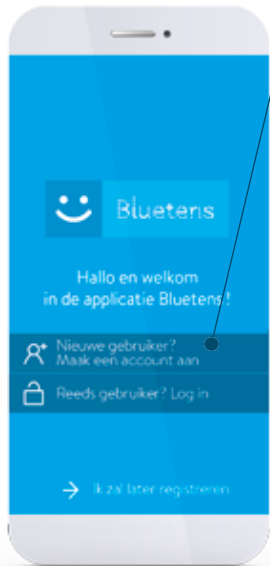 Bluetens
Hallo en welkom
in de applicatie Bluetens!
Nieuwe gebruiker?
Maak een account aan
Reeds gebruiker? Log in
Ik zal later registreren